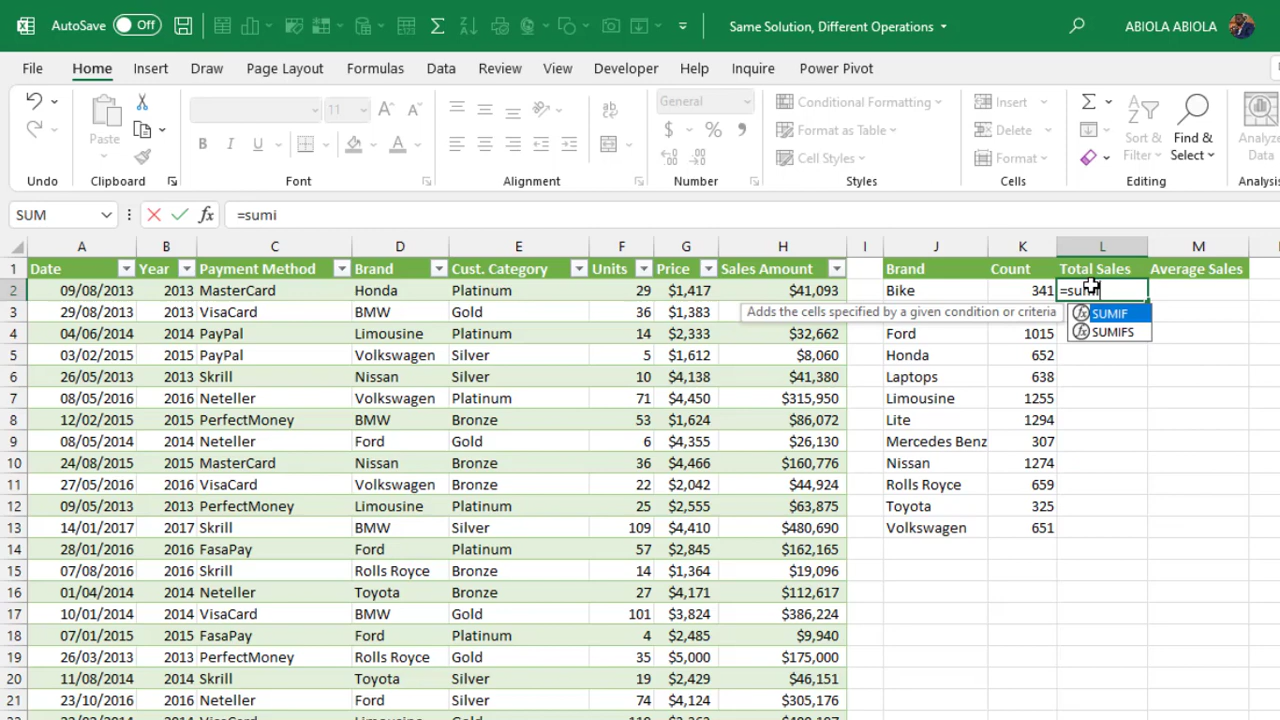 AutoSave Off Same Solution, Different Operations ABIOLA ABIOLA
File Home Insert Draw Page Layout Formulas Data Review View Developer Help Inquire Power Pivot
11 General Conditional Formatting Insert
Paste B I U $ % Format as Table Delete Sort & Find & Analyze
Cell Styles Format Filter Select Data
Undo Clipboard Font Alignment Number Styles Cells Editing Analysis
SUM =sumi
A B C D E F G H I J K L M
1 Date Year Payment Method Brand Cust. Category Units Price Sales Amount Brand Count Total Sales Average Sales
2 09/08/2013 2013 MasterCard Honda Platinum 29 $1,417 $41,093 Bike 341 =sumi
3 29/08/2013 2013 VisaCard BMW Gold 36 $1,383 Adds the cells specified by a given condition or criteria SUMIF
4 04/06/2014 2014 PayPal Limousine Platinum 14 $2,333 $32,662 Ford 1015 SUMIFS
5 03/02/2015 2015 PayPal Volkswagen Silver 5 $1,612 $8,060 Honda 652
6 26/05/2013 2013 Skrill Nissan Silver 10 $4,138 $41,380 Laptops 638
7 08/05/2016 2016 Neteller Volkswagen Platinum 71 $4,450 $315,950 Limousine 1255
8 12/02/2015 2015 PerfectMoney BMW Bronze 53 $1,624 $86,072 Lite 1294
9 08/05/2014 2014 Neteller Ford Gold 6 $4,355 $26,130 Mercedes Benz 307
10 24/08/2015 2015 MasterCard Nissan Bronze 36 $4,466 $160,776 Nissan 1274
11 27/05/2016 2016 VisaCard Volkswagen Bronze 22 $2,042 $44,924 Rolls Royce 659
12 09/05/2013 2013 PerfectMoney Limousine Platinum 25 $2,555 $63,875 Toyota 325
13 14/01/2017 2017 Skrill BMW Silver 109 $4,410 $480,690 Volkswagen 651
14 28/01/2016 2016 FasaPay Ford Platinum 57 $2,845 $162,165
15 07/08/2016 2016 Skrill Rolls Royce Bronze 14 $1,364 $19,096
16 01/04/2014 2014 Neteller Toyota Bronze 27 $4,171 $112,617
17 10/01/2014 2014 VisaCard BMW Gold 101 $3,824 $386,224
18 07/01/2015 2015 FasaPay Ford Platinum 4 $2,485 $9,940
19 26/03/2013 2013 PerfectMoney Rolls Royce Gold 35 $5,000 $175,000
20 11/08/2014 2014 Skrill Toyota Silver 19 $2,429 $46,151
21 23/10/2016 2016 Neteller Ford Silver 74 $4,124 $305,176